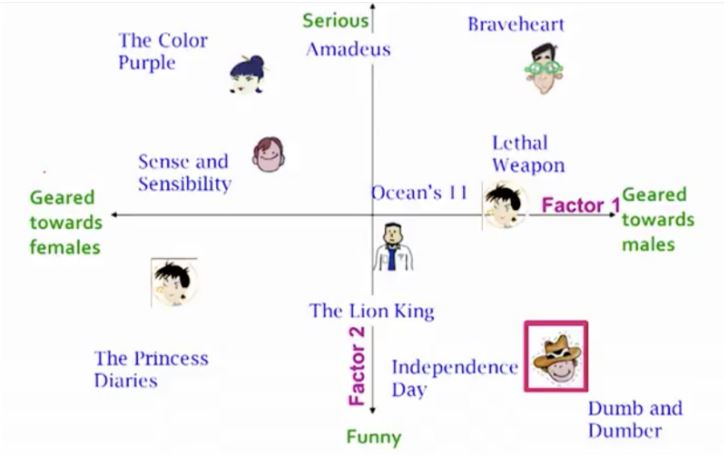 Serious
Braveheart
The Color
Purple
Amadeus
Lethal
Weapon
Sense and
Sensibility
Ocean's 11
Geared
towards
females
Factor 1
Geared
towards
males
The Lion King
Factor 2
The Princess
Diaries
Independence
Day
Dumb and
Dumber
Funny